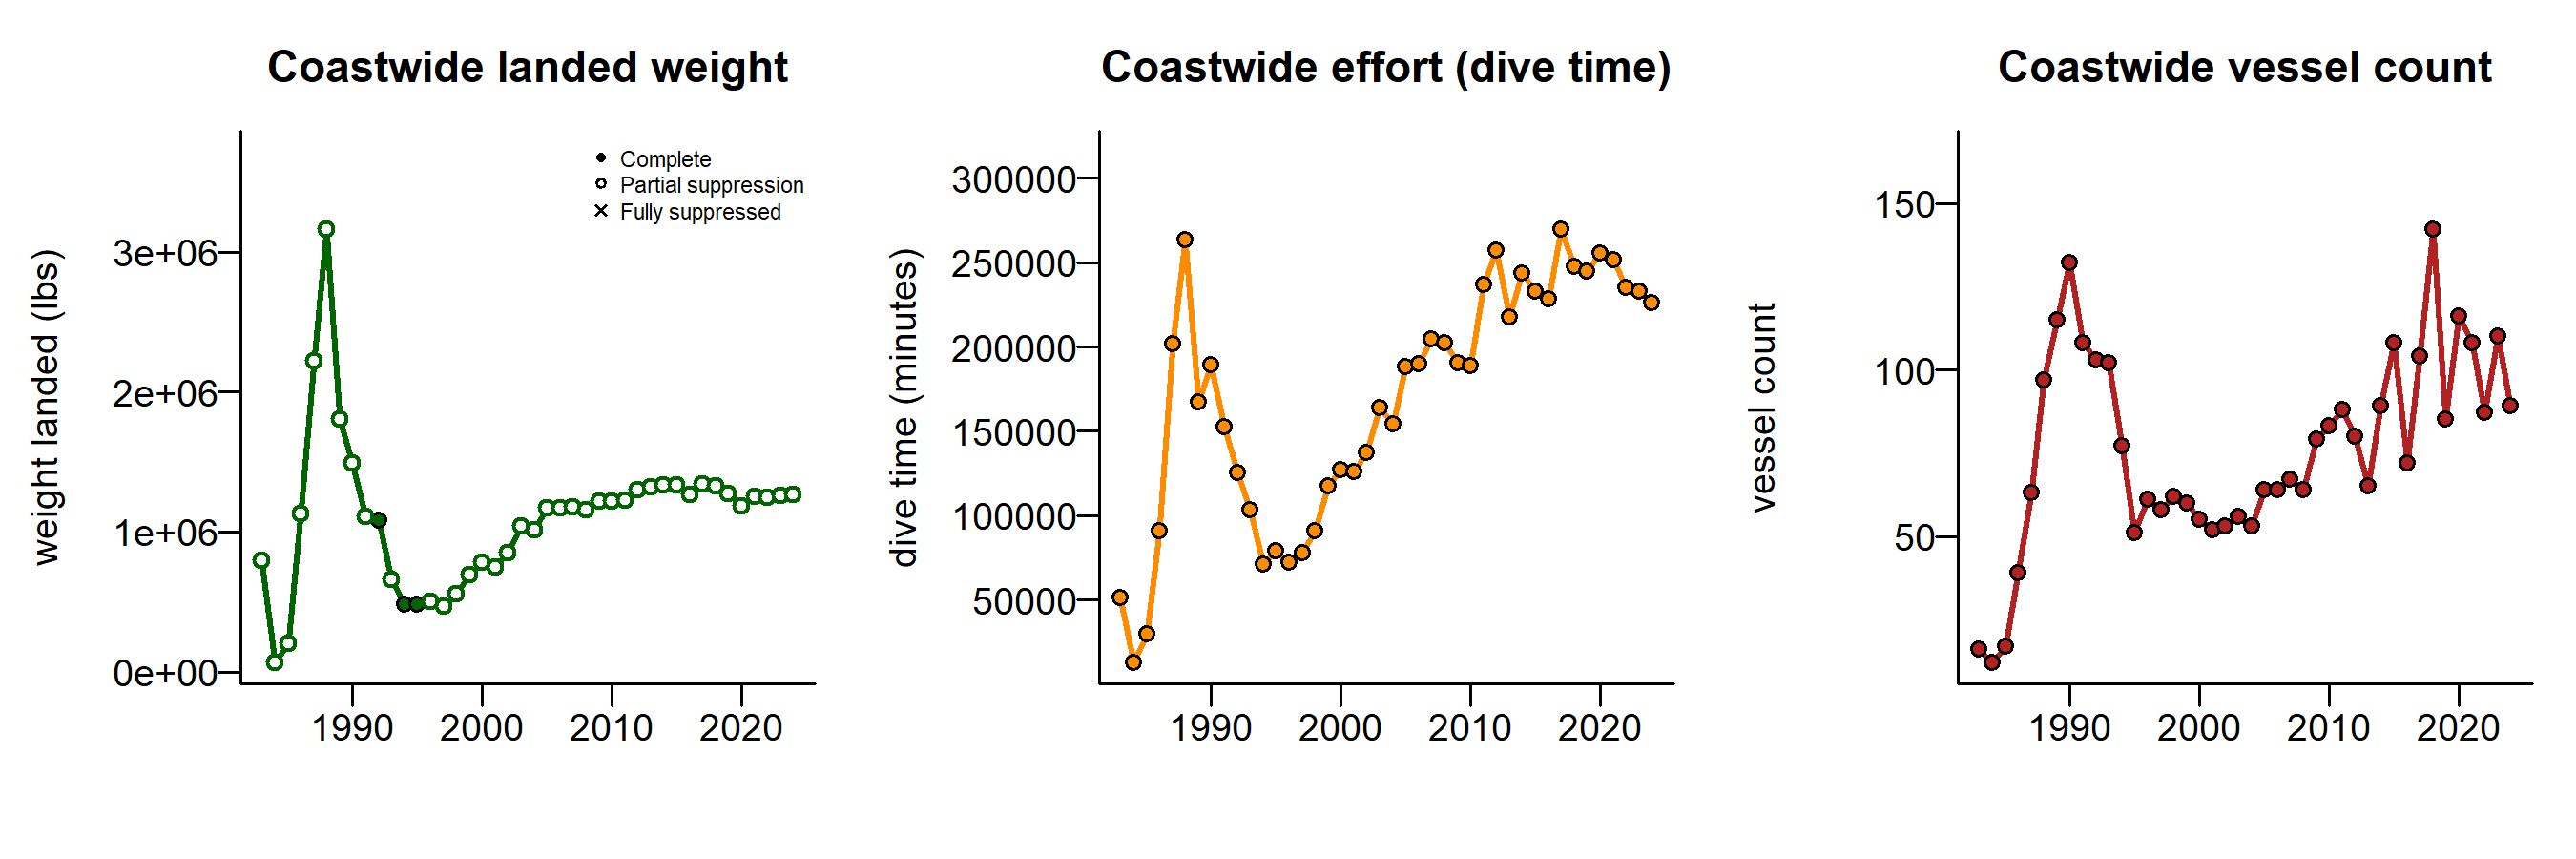 Coastwide landed weight
weight landed (lbs)
3e+06
2e+06
1e+06
0e+00
1990 2000 2010 2020
Complete
Partial suppression
Fully suppressed
Coastwide effort (dive time)
dive time (minutes)
300000
250000
200000
150000
100000
50000
1990 2000 2010 2020
Coastwide vessel count
vessel count
150
100
50
1990 2000 2010 2020